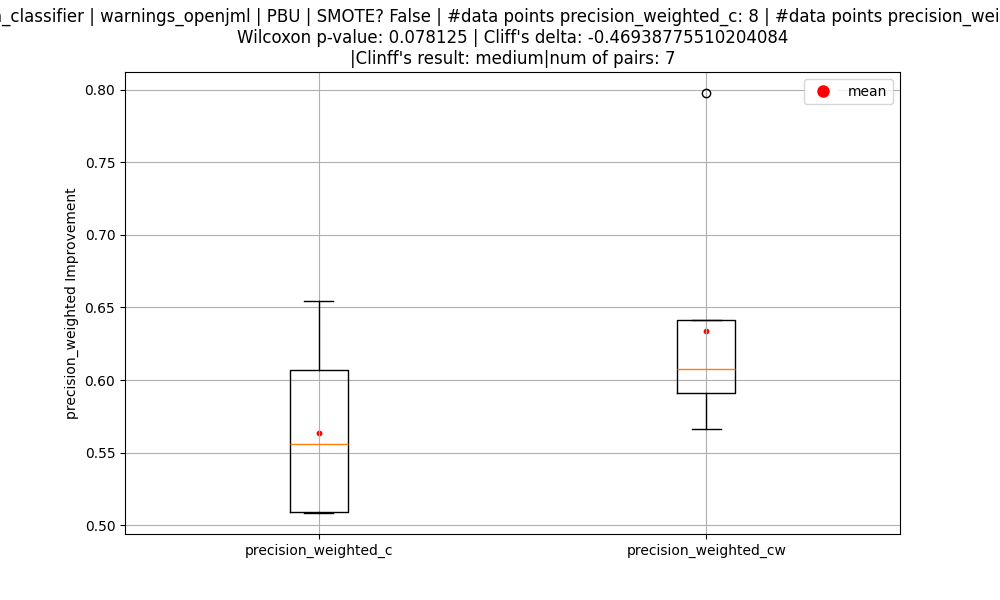 _classifier | warnings_openjml | PBU | SMOTE? False | #data points precision_weighted_c: 8 | #data points precision_wei
Wilcoxon p-value: 0.078125 | Cliff's delta: -0.46938775510204084
|Clinff's result: medium|num of pairs: 7
mean
0.80
0.75
0.70
0.65
0.60
0.55
0.50
precision_weighted Improvement
precision_weighted_c
precision_weighted_cw